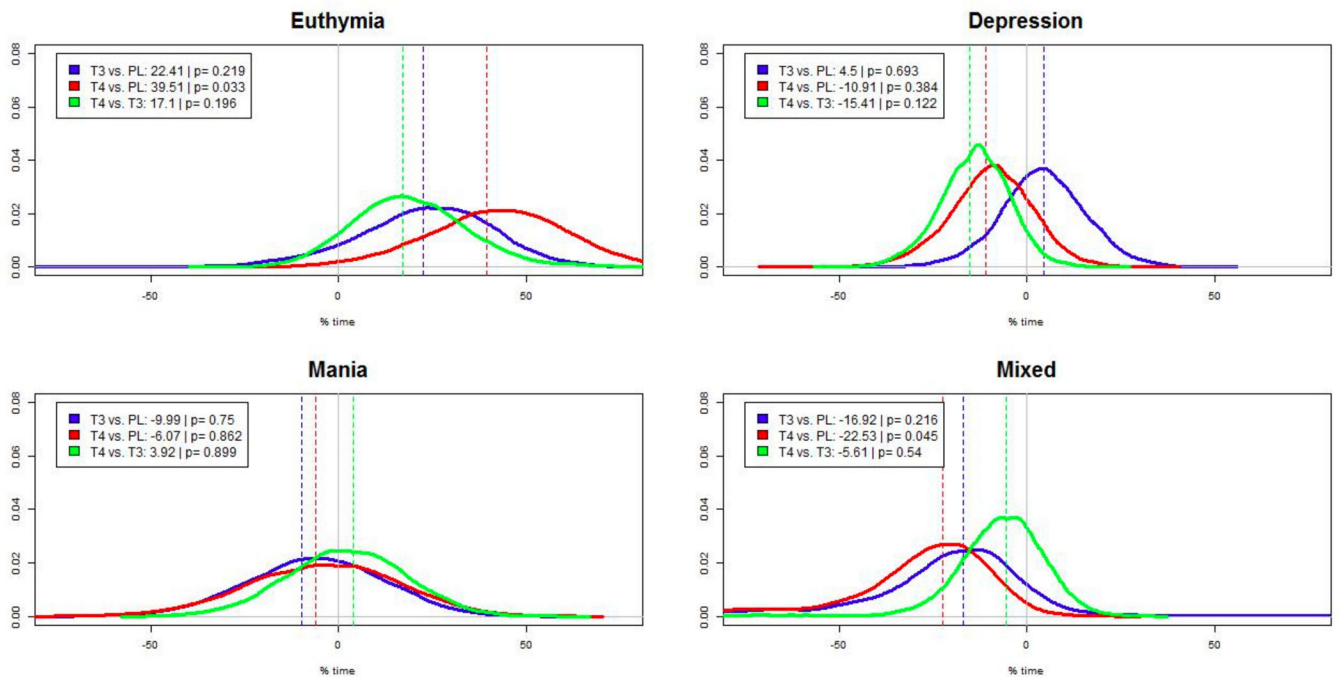 Euthymia
T3 vs. PL: 22.41 | p= 0.219
T4 vs. PL: 39.51 | p= 0.033
T4 vs. T3: 17.1 | p= 0.196
0.00
0.02
0.04
0.06
0.08
-50
0
50
% time
Depression
T3 vs. PL: 4.5 | p= 0.693
T4 vs. PL: -10.91 | p= 0.384
T4 vs. T3: -15.41 | p= 0.122
0.00
0.02
0.04
0.06
0.08
-50
0
50
% time
Mania
T3 vs. PL: -9.99 | p= 0.75
T4 vs. PL: -6.07 | p= 0.862
T4 vs. T3: 3.92 | p= 0.899
0.00
0.02
0.04
0.06
0.08
-50
0
50
% time
Mixed
T3 vs. PL: -16.92 | p= 0.216
T4 vs. PL: -22.53 | p= 0.045
T4 vs. T3: -5.61 | p= 0.54
0.00
0.02
0.04
0.06
0.08
-50
0
50
% time